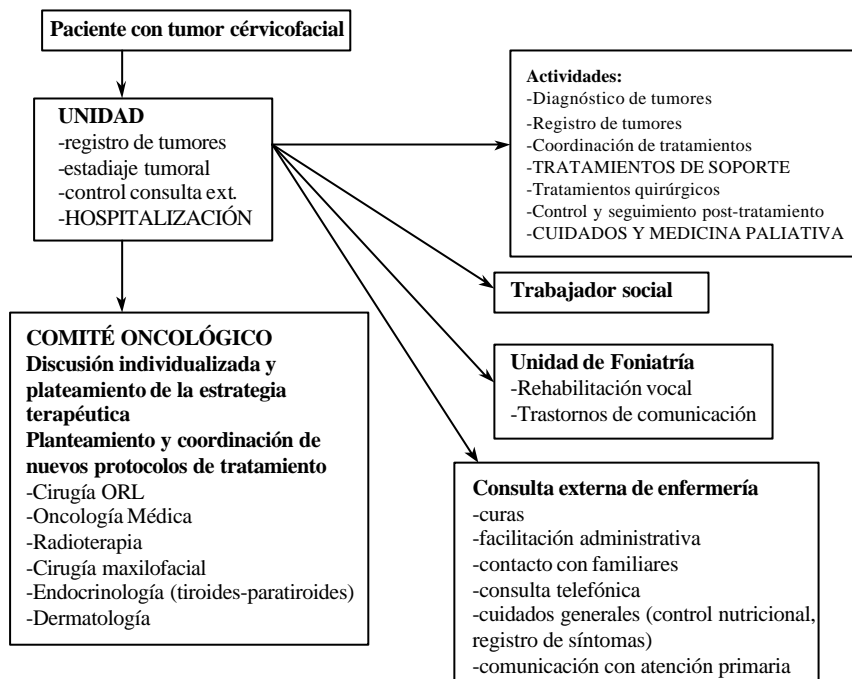 Paciente con tumor cérvicofacial
UNIDAD
-registro de tumores
-estadiaje tumoral
-control consulta ext.
-HOSPITALIZACIÓN
Actividades:
-Diagnóstico de tumores
-Registro de tumores
-Coordinación de tratamientos
-TRATAMIENTOS DE SOPORTE
-Tratamientos quirúrgicos
-Control y seguimiento post-tratamiento
-CUIDADOS Y MEDICINA PALIATIVA
Trabajador social
COMITÉ ONCOLÓGICO
Discusión individualizada y
plateamiento de la estrategia
terapéutica
Planteamiento y coordinación de
nuevos protocolos de tratamiento
-Cirugía ORL
-Oncología Médica
-Radioterapia
-Cirugía maxilofacial
-Endocrinología (tiroides-paratiroides)
-Dermatología
Unidad de Foniatría
-Rehabilitación vocal
-Trastornos de comunicación
Consulta externa de enfermería
-curas
-facilitación administrativa
-contacto con familiares
-consulta telefónica
-cuidados generales (control nutricional,
registro de síntomas)
-comunicación con atención primaria